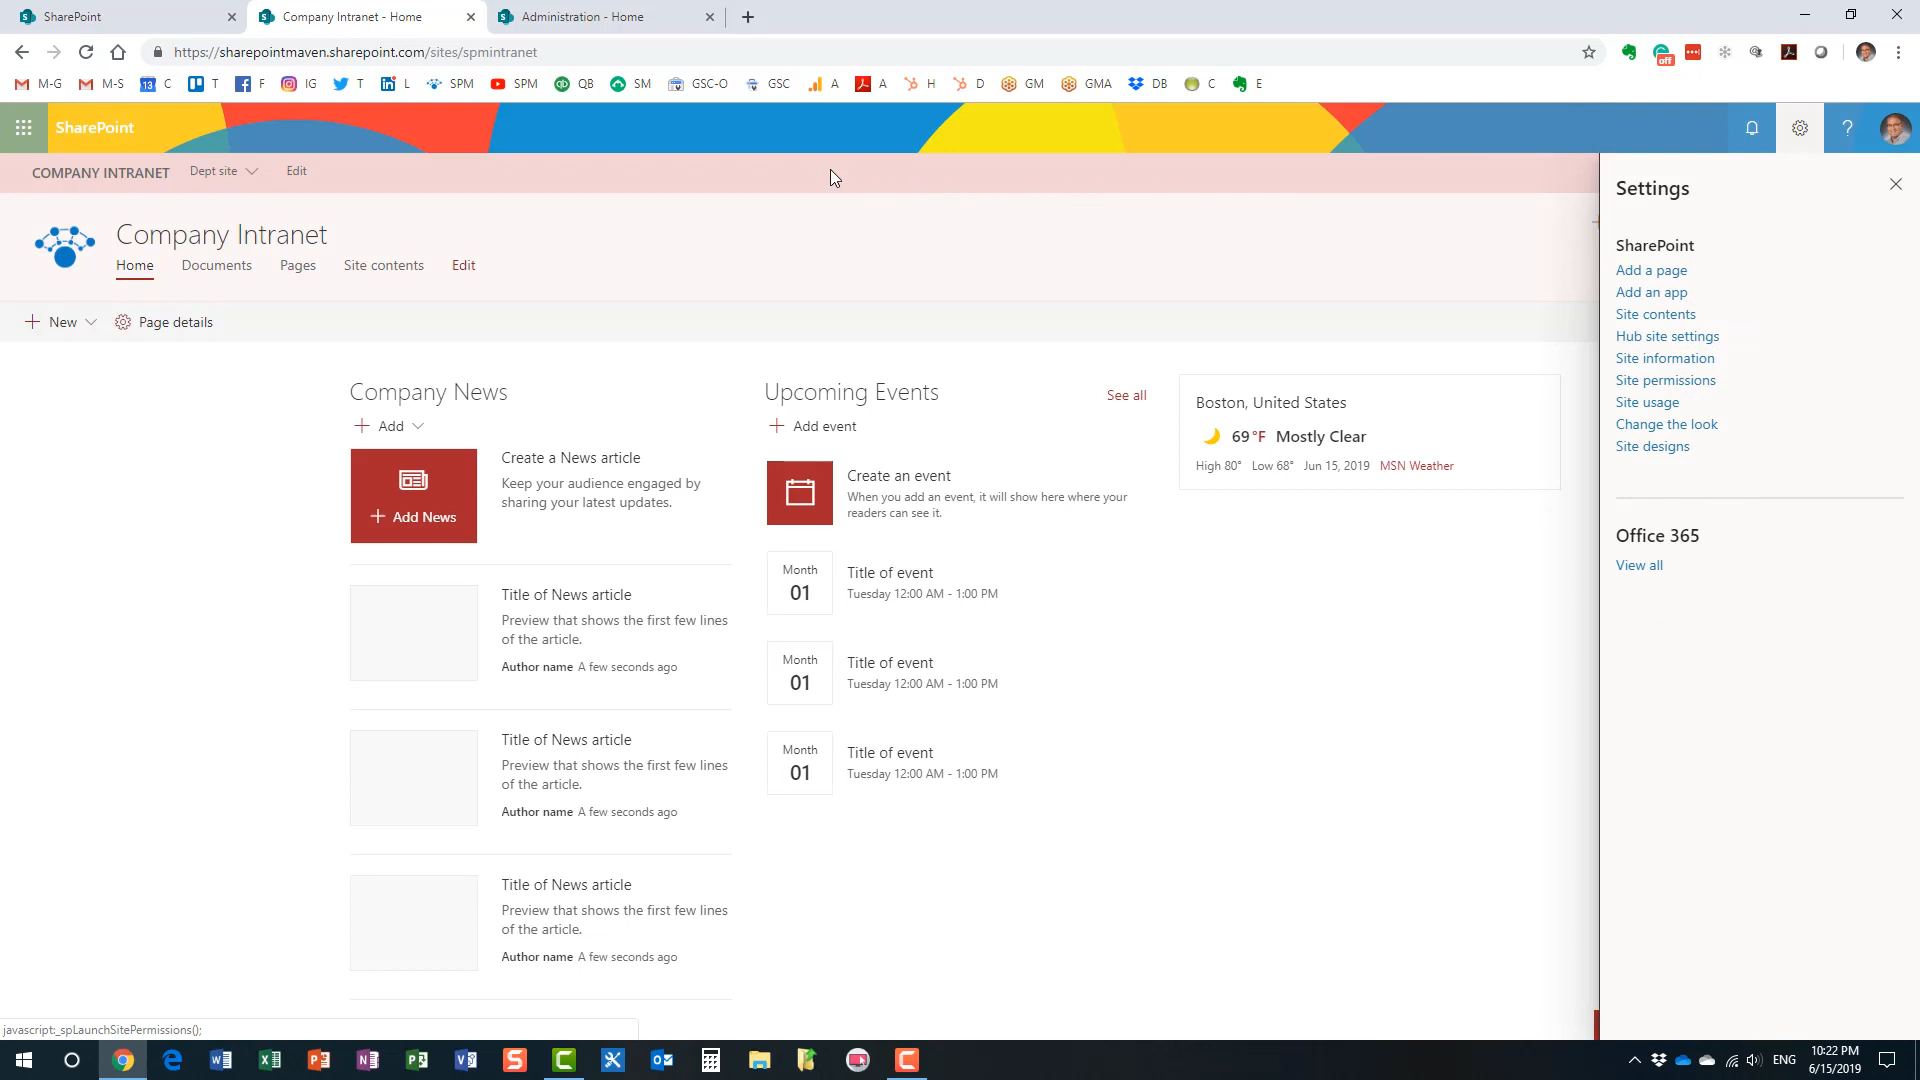 SharePoint
Company Intranet - Home
Administration - Home
https://sharepointmaven.sharepoint.com/sites/spmintranet
off
M-G
M-S
13
C
T
F
IG
T
L
SPM
SPM
QB
SM
GSC-O
GSC
A
A
H
D
GM
GMA
DB
C
E
SharePoint
?
COMPANY INTRANET
Dept site
Edit
Company Intranet
Home
Documents
Pages
Site contents
Edit
New
Page details
Company News
Add
Add News
Create a News article
Keep your audience engaged by
sharing your latest updates.
Title of News article
Preview that shows the first few lines
of the article.
Author name A few seconds ago
Title of News article
Preview that shows the first few lines
of the article.
Author name A few seconds ago
Title of News article
Preview that shows the first few lines
of the article.
Author name A few seconds ago
Upcoming Events
See all
Add event
Create an event
When you add an event, it will show here where your
readers can see it.
Month
01
Title of event
Tuesday 12:00 AM - 1:00 PM
Month
01
Title of event
Tuesday 12:00 AM - 1:00 PM
Month
01
Title of event
Tuesday 12:00 AM - 1:00 PM
Boston, United States
69 °F Mostly Clear
High 80° Low 68° Jun 15, 2019 MSN Weather
Settings
SharePoint
Add a page
Add an app
Site contents
Hub site settings
Site information
Site permissions
Site usage
Change the look
Site designs
Office 365
View all
javascript:_spLaunchSitePermissions();
ENG
10:22 PM
6/15/2019